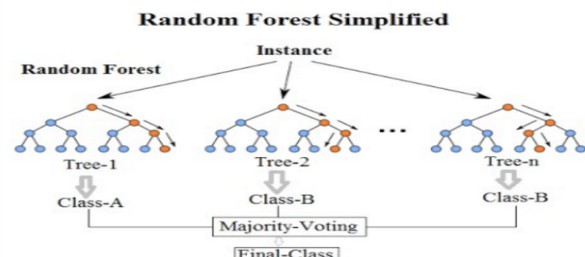 Random Forest Simplified
Instance
Random Forest
...
Tree-1 Tree-2 Tree-n
Class-A Class-B Class-B
Majority-Voting
Final-Class